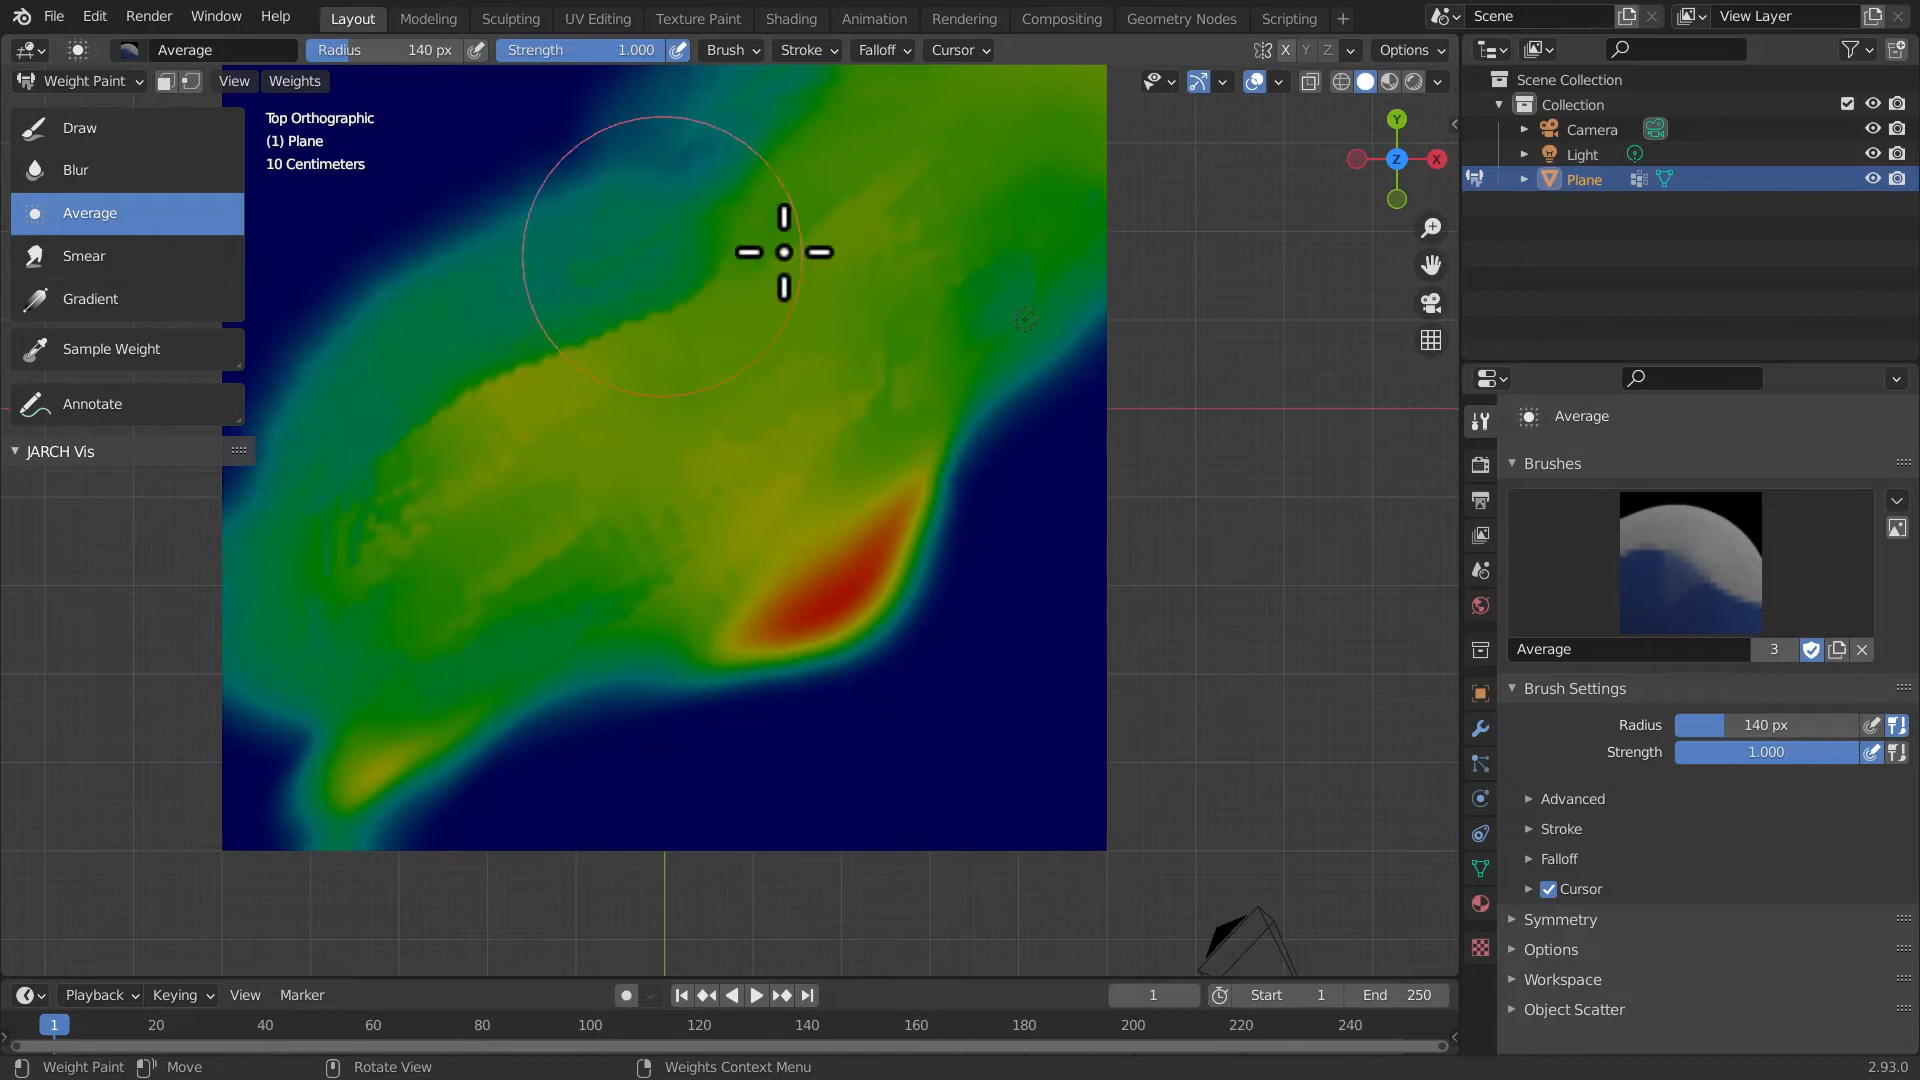 File Edit Render Window Help Layout Modeling Sculpting UV Editing Texture Paint Shading Animation Rendering Compositing Geometry Nodes Scripting + Scene View Layer
Average Radius 140 px Strength 1.000 Brush Stroke Falloff Cursor X Y Z Options
Weight Paint View Weights
Scene Collection
Collection
Camera
Light
Plane
Draw
Blur
Average
Smear
Gradient
Sample Weight
Annotate
JARCH Vis
Top Orthographic
(1) Plane
10 Centimeters
Y
Z X
Average
Brushes
Average 3
Brush Settings
Radius 140 px
Strength 1.000
Advanced
Stroke
Falloff
Cursor
Symmetry
Options
Workspace
Object Scatter
Playback Keying View Marker 1 Start 1 End 250
1 20 40 60 80 100 120 140 160 180 200 220 240
Weight Paint Move Rotate View Weights Context Menu 2.93.0